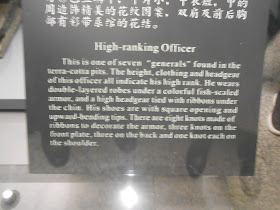 周边阵绪美的花纹图案。双肩及前后胸
都有彩带系绾的花结。
High-ranking Officer
This is one of seven "generals" found in the
terra-cotta pits. The height, clothing and headgear
of this officer all indicate his high rank. He wears
double-layered robes under a colorful fish-scaled
armor, and a high headgear tied with ribbons under
the chin. His shoes are with square opening and
upward-bending tips. There are eight knots made of
ribbons to decorate the armor, three knots on the
front plate, three on the back and one knot each on
the shoulder.